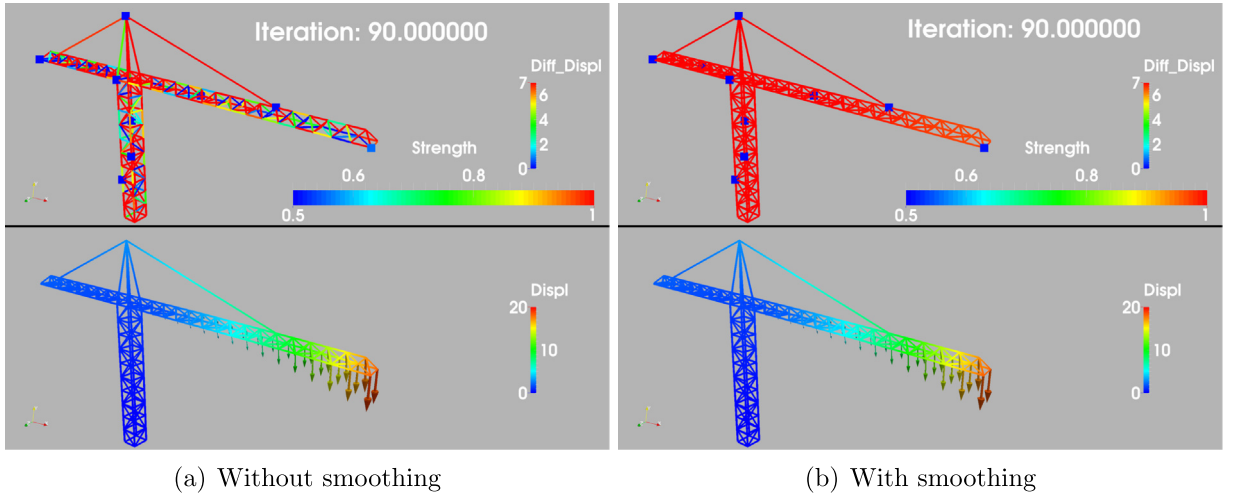 Iteration: 90.000000
Diff_Displ
7
6
4
2
0
Strength
0.6 0.8
0.5 1
Displ
20
10
0
(a) Without smoothing
Iteration: 90.000000
Diff_Displ
7
6
4
2
0
Strength
0.6 0.8
0.5 1
Displ
20
10
0
(b) With smoothing